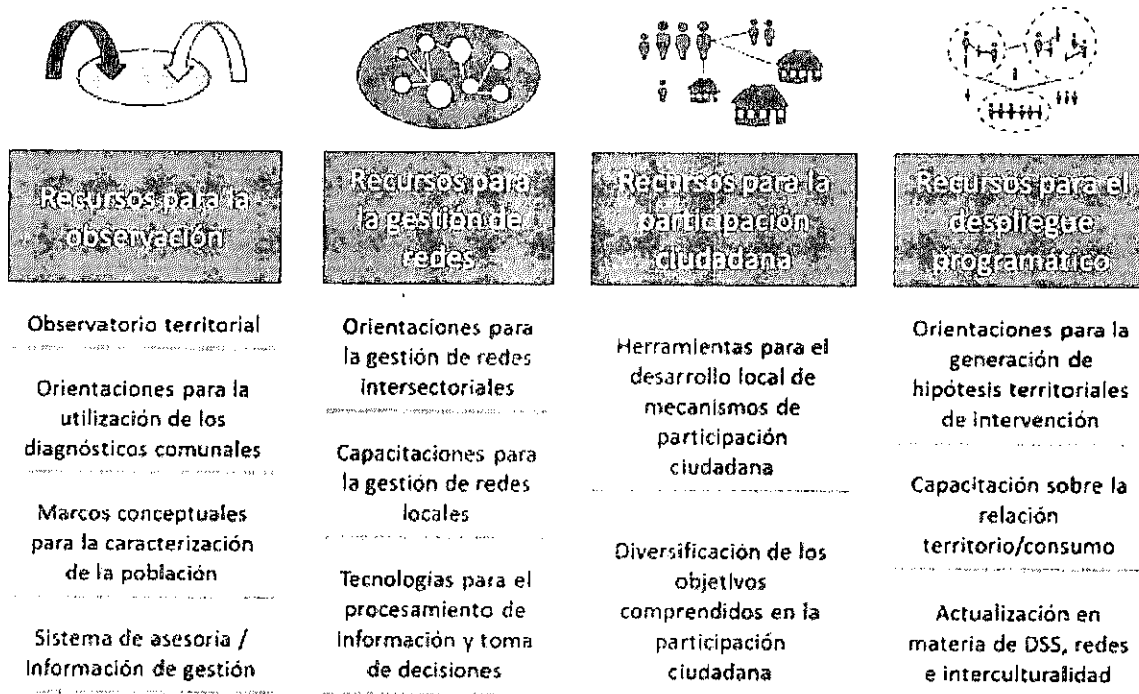 Recursos para la
observación
Observatorio territorial
Orientaciones para la
utilización de los
diagnósticos comunales
Marcos conceptuales
para la caracterización
de la población
Sistema de asesoría /
Información de gestión
Recursos para
la gestión de
redes
Orientaciones para
la gestión de redes
intersectoriales
Capacitaciones para
la gestión de redes
locales
Tecnologías para el
procesamiento de
información y toma
de decisiones
Recursos para la
participación
ciudadana
Herramientas para el
desarrollo local de
mecanismos de
participación
ciudadana
Diversificación de los
objetivos
comprendidos en la
participación
ciudadana
Recursos para el
despliegue
programático
Orientaciones para la
generación de
hipótesis territoriales
de intervención
Capacitación sobre la
relación
territorio/consumo
Actualización en
materia de DSS, redes
e interculturalidad